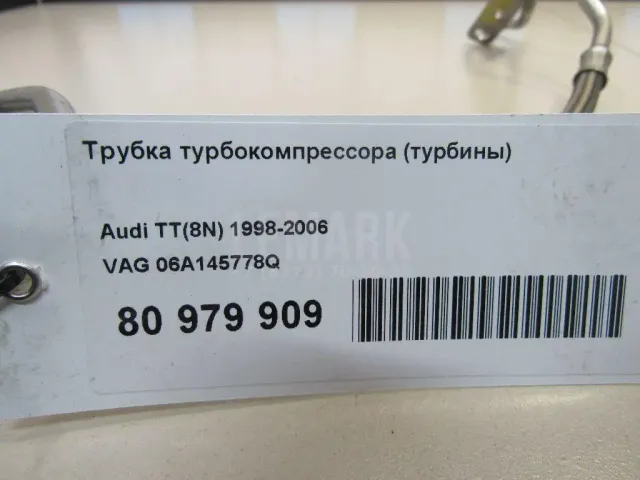 Трубка турбокомпрессора (турбины)
Audi TT(8N) 1998-2006
VAG 06A145778Q
80 979 909